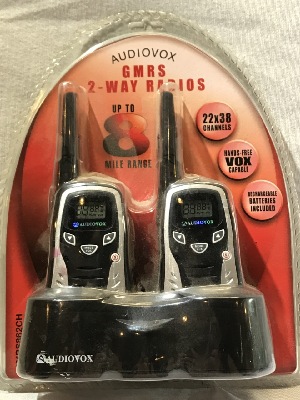 AUDIOVOX
GMRS
2-WAY RADIOS
UP TO
8
MILE RANGE
22x38
CHANNELS
HANDS-FREE
VOX
CAPABLE
RECHARGEABLE
BATTERIES
INCLUDED
AUDIOVOX
AUDIOVOX
AUDIOVOX